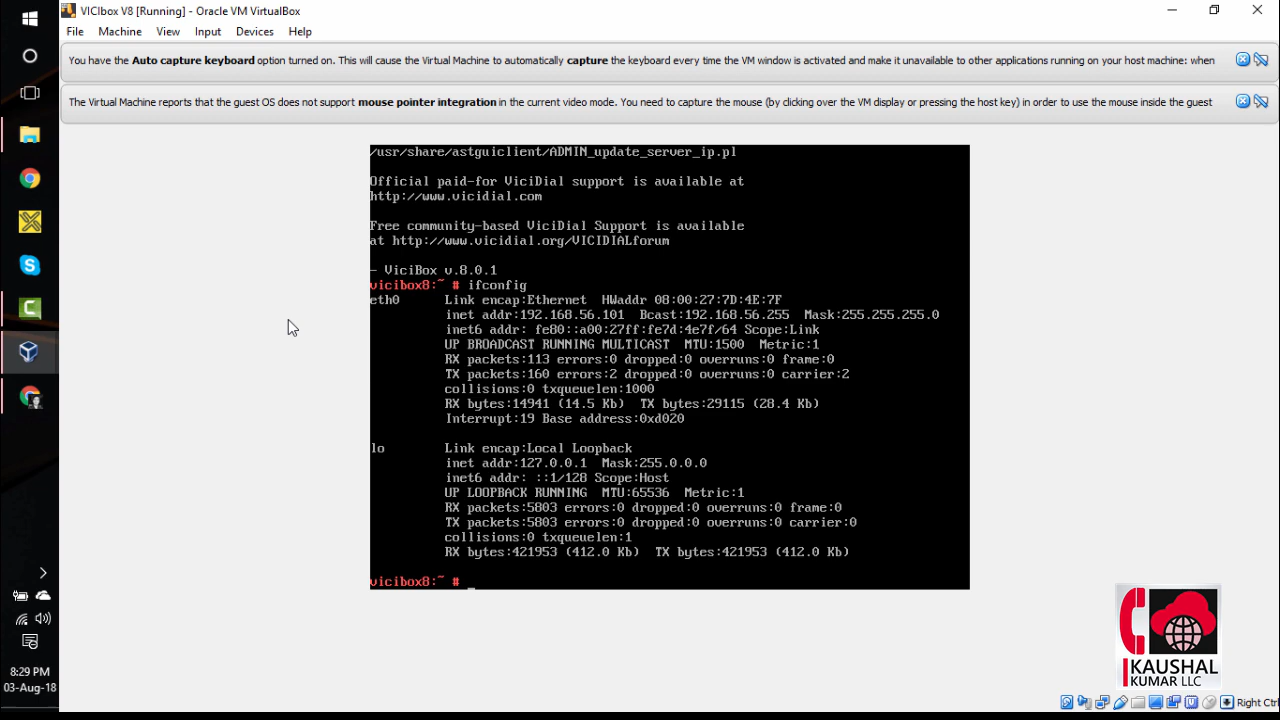 VICIbox V8 [Running] - Oracle VM VirtualBox
File Machine View Input Devices Help
You have the Auto capture keyboard option turned on. This will cause the Virtual Machine to automatically capture the keyboard every time the VM window is activated and make it unavailable to other applications running on your host machine: when
The Virtual Machine reports that the guest OS does not support mouse pointer integration in the current video mode. You need to capture the mouse (by clicking over the VM display or pressing the host key) in order to use the mouse inside the guest
/usr/share/astguiclient/ADMIN_update_server_ip.pl
Official paid-for ViciDial support is available at
http://www.vicidial.com
Free community-based ViciDial Support is available
at http://www.vicidial.org/VICIDIALforum
- ViciBox v.8.0.1
vicibox8:~ # ifconfig
eth0 Link encap:Ethernet HWaddr 08:00:27:7D:4E:7F
inet addr:192.168.56.101 Bcast:192.168.56.255 Mask:255.255.255.0
inet6 addr: fe80::a00:27ff:fe7d:4e7f/64 Scope:Link
UP BROADCAST RUNNING MULTICAST MTU:1500 Metric:1
RX packets:113 errors:0 dropped:0 overruns:0 frame:0
TX packets:160 errors:2 dropped:0 overruns:0 carrier:2
collisions:0 txqueuelen:1000
RX bytes:14941 (14.5 Kb) TX bytes:29115 (28.4 Kb)
Interrupt:19 Base address:0xd020
lo Link encap:Local Loopback
inet addr:127.0.0.1 Mask:255.0.0.0
inet6 addr: ::1/128 Scope:Host
UP LOOPBACK RUNNING MTU:65536 Metric:1
RX packets:5803 errors:0 dropped:0 overruns:0 frame:0
TX packets:5803 errors:0 dropped:0 overruns:0 carrier:0
collisions:0 txqueuelen:1
RX bytes:421953 (412.0 Kb) TX bytes:421953 (412.0 Kb)
vicibox8:~ # _
KAUSHAL
KUMAR LLC
8:29 PM
03-Aug-18
Right Ctrl